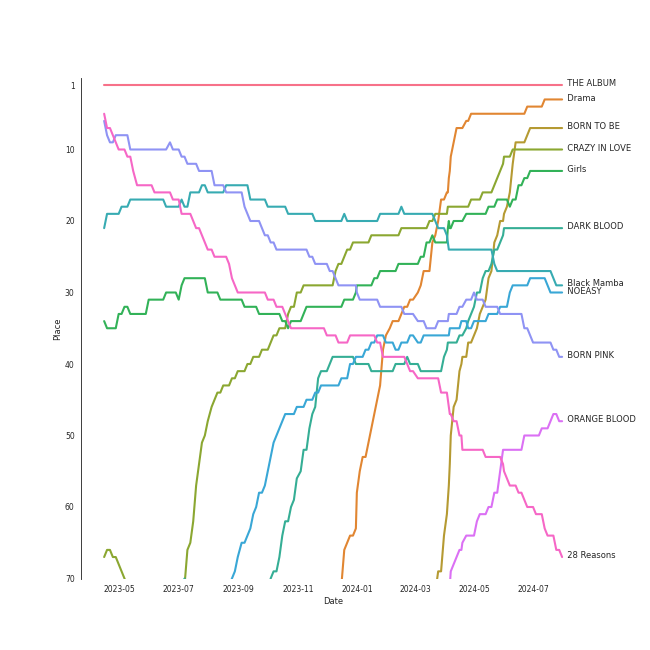 1
THE ALBUM
Drama
BORN TO BE
10
CRAZY IN LOVE
Girls
20
DARK BLOOD
Black Mamba
30
NOEASY
Place
BORN PINK
40
ORANGE BLOOD
50
60
28 Reasons
70
2023-05
2023-07
2023-09
2023-11
2024-01
2024-03
2024-05
2024-07
Date